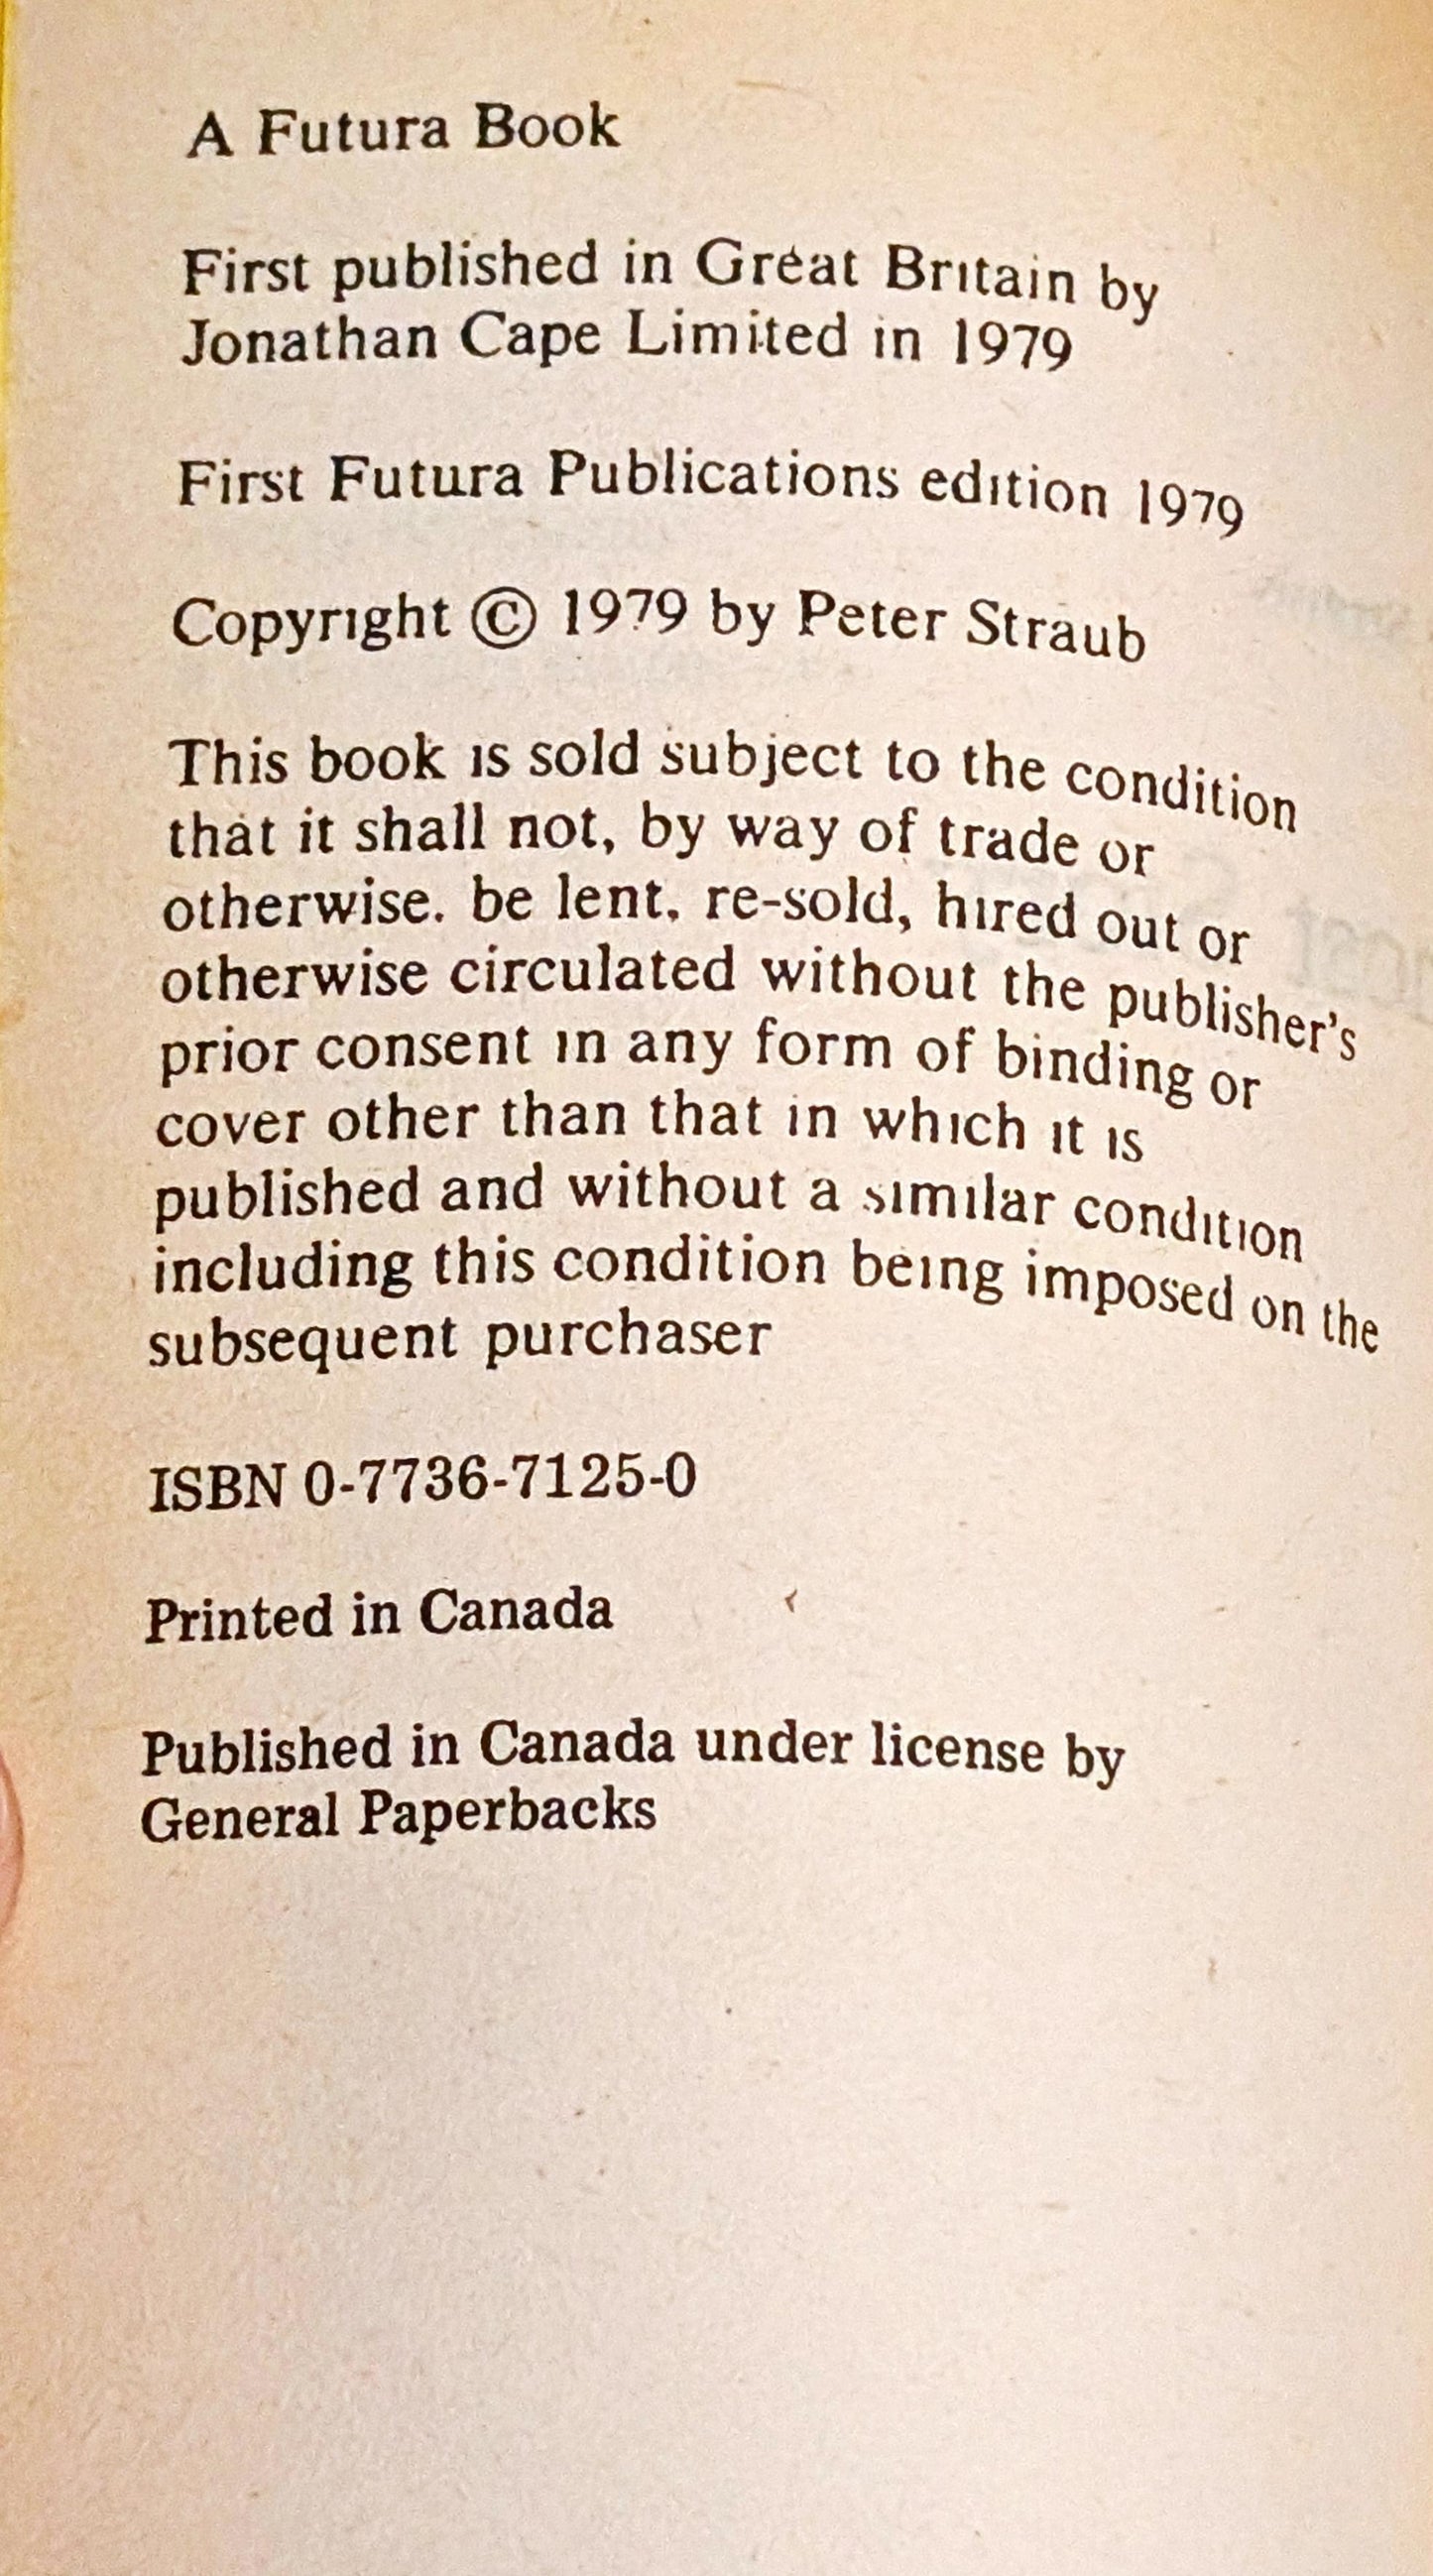 A Futura Book
First published in Great Britain by
Jonathan Cape Limited in 1979
First Futura Publications edition 1979
Copyright © 1979 by Peter Straub
This book is sold subject to the condition
that it shall not, by way of trade or
otherwise. be lent, re-sold, hired out or
otherwise circulated without the publisher's
prior consent in any form of binding or
cover other than that in which it is
published and without a similar condition
including this condition being imposed on the
subsequent purchaser
ISBN 0-7736-7125-0
Printed in Canada
Published in Canada under license by
General Paperbacks